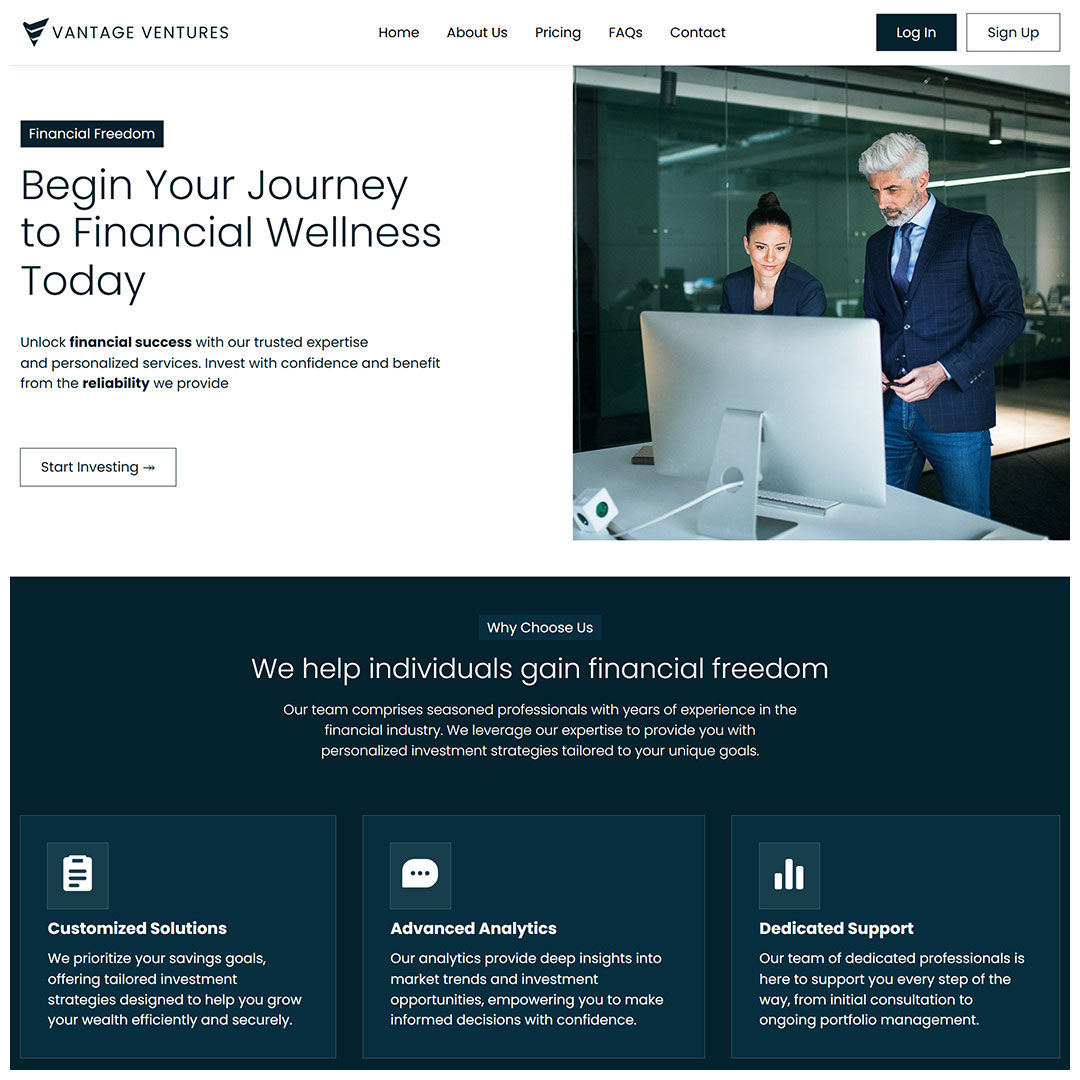 VANTAGE VENTURES
Home About Us Pricing FAQs Contact
Log In Sign Up
Financial Freedom
Begin Your Journey
to Financial Wellness
Today
Unlock financial success with our trusted expertise
and personalized services. Invest with confidence and benefit
from the reliability we provide
Start Investing ↠
Why Choose Us
We help individuals gain financial freedom
Our team comprises seasoned professionals with years of experience in the
financial industry. We leverage our expertise to provide you with
personalized investment strategies tailored to your unique goals.
Customized Solutions
We prioritize your savings goals,
offering tailored investment
strategies designed to help you grow
your wealth efficiently and securely.
Advanced Analytics
Our analytics provide deep insights into
market trends and investment
opportunities, empowering you to make
informed decisions with confidence.
Dedicated Support
Our team of dedicated professionals is
here to support you every step of the
way, from initial consultation to
ongoing portfolio management.